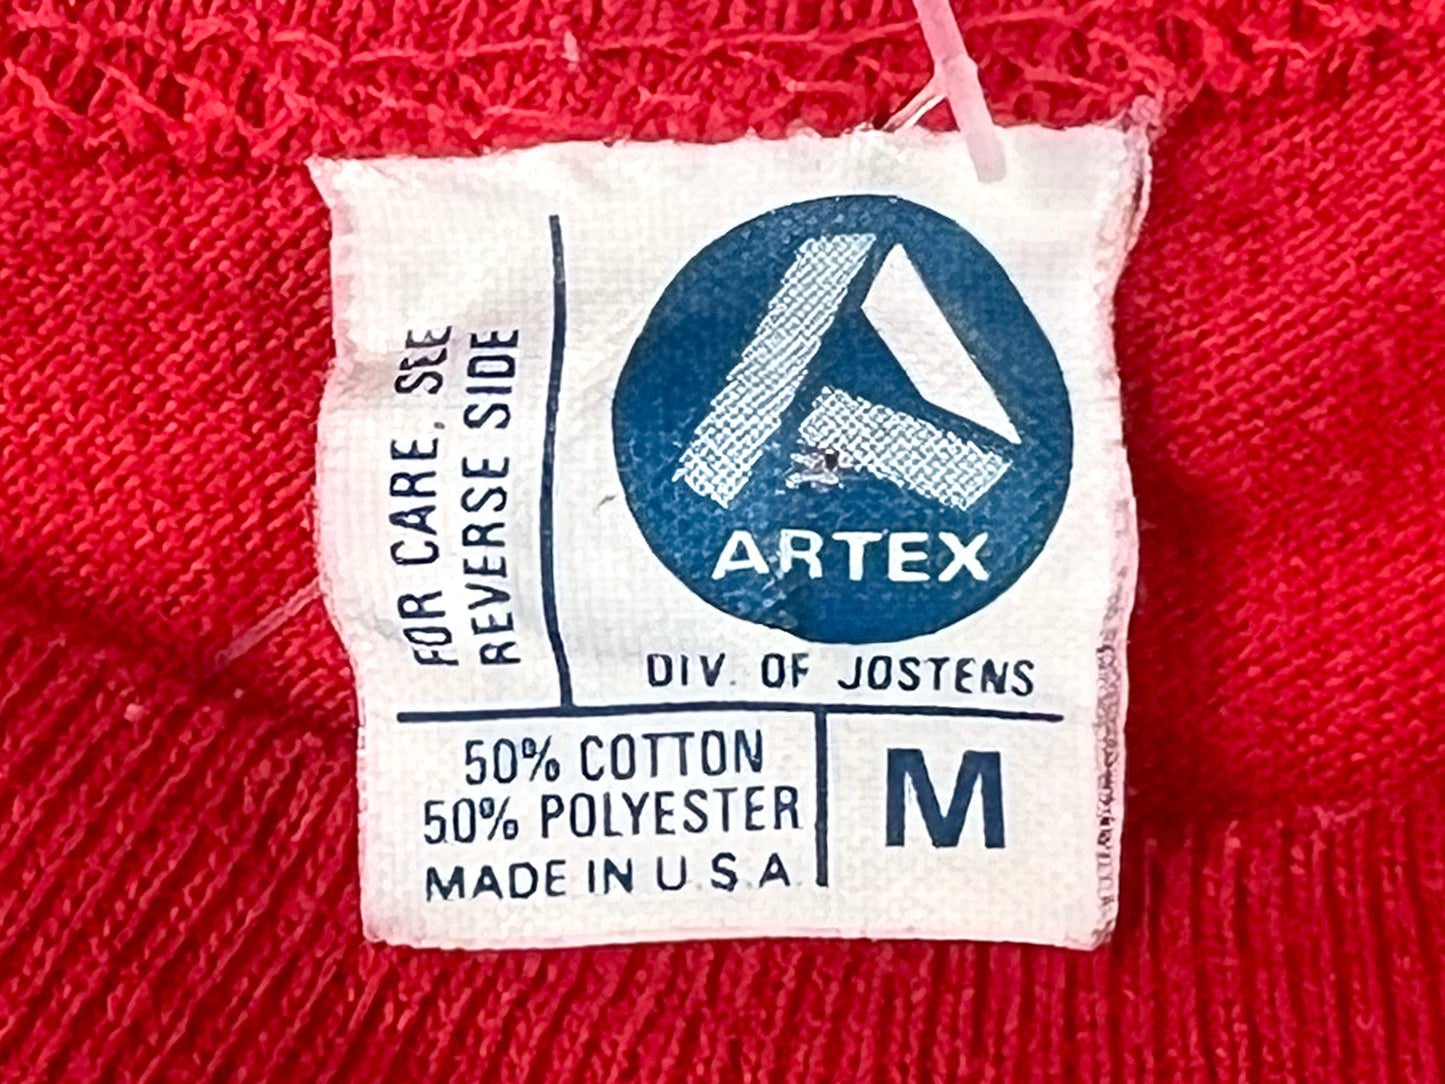 FOR CARE, SEE
REVERSE SIDE
ARTEX
DIV. OF JOSTENS
50% COTTON
50% POLYESTER
MADE IN U.S.A.
M